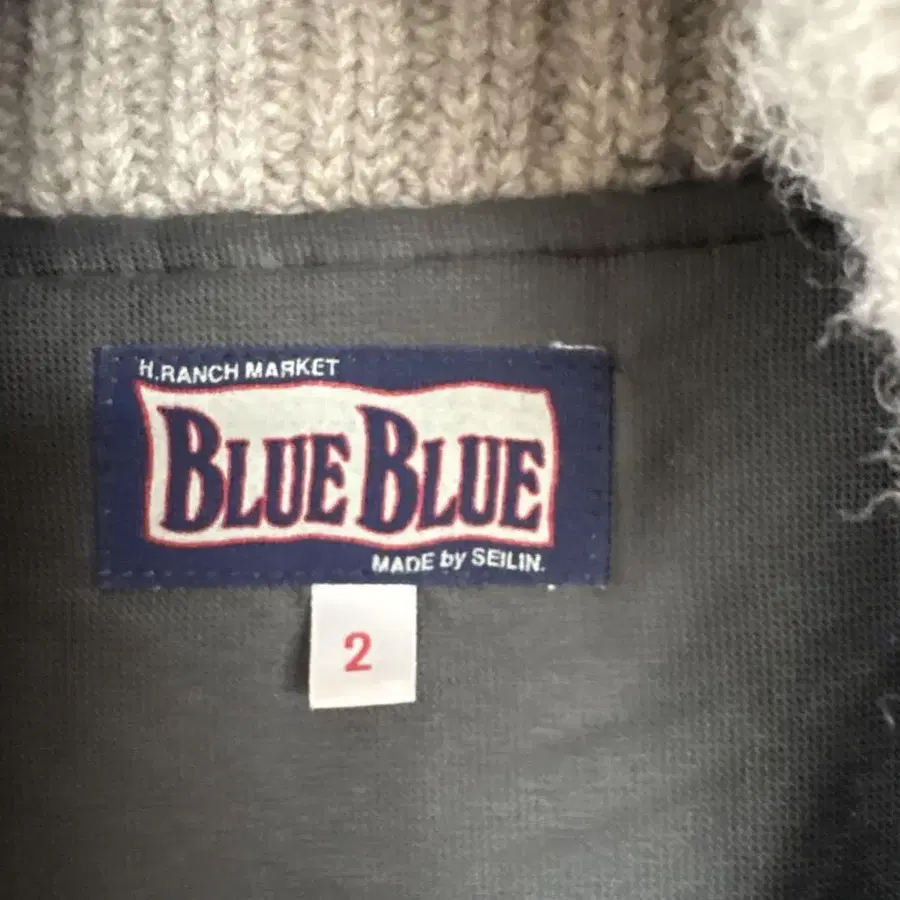 H.RANCH MARKET
BLUE BLUE
MADE by SEILIN.
2